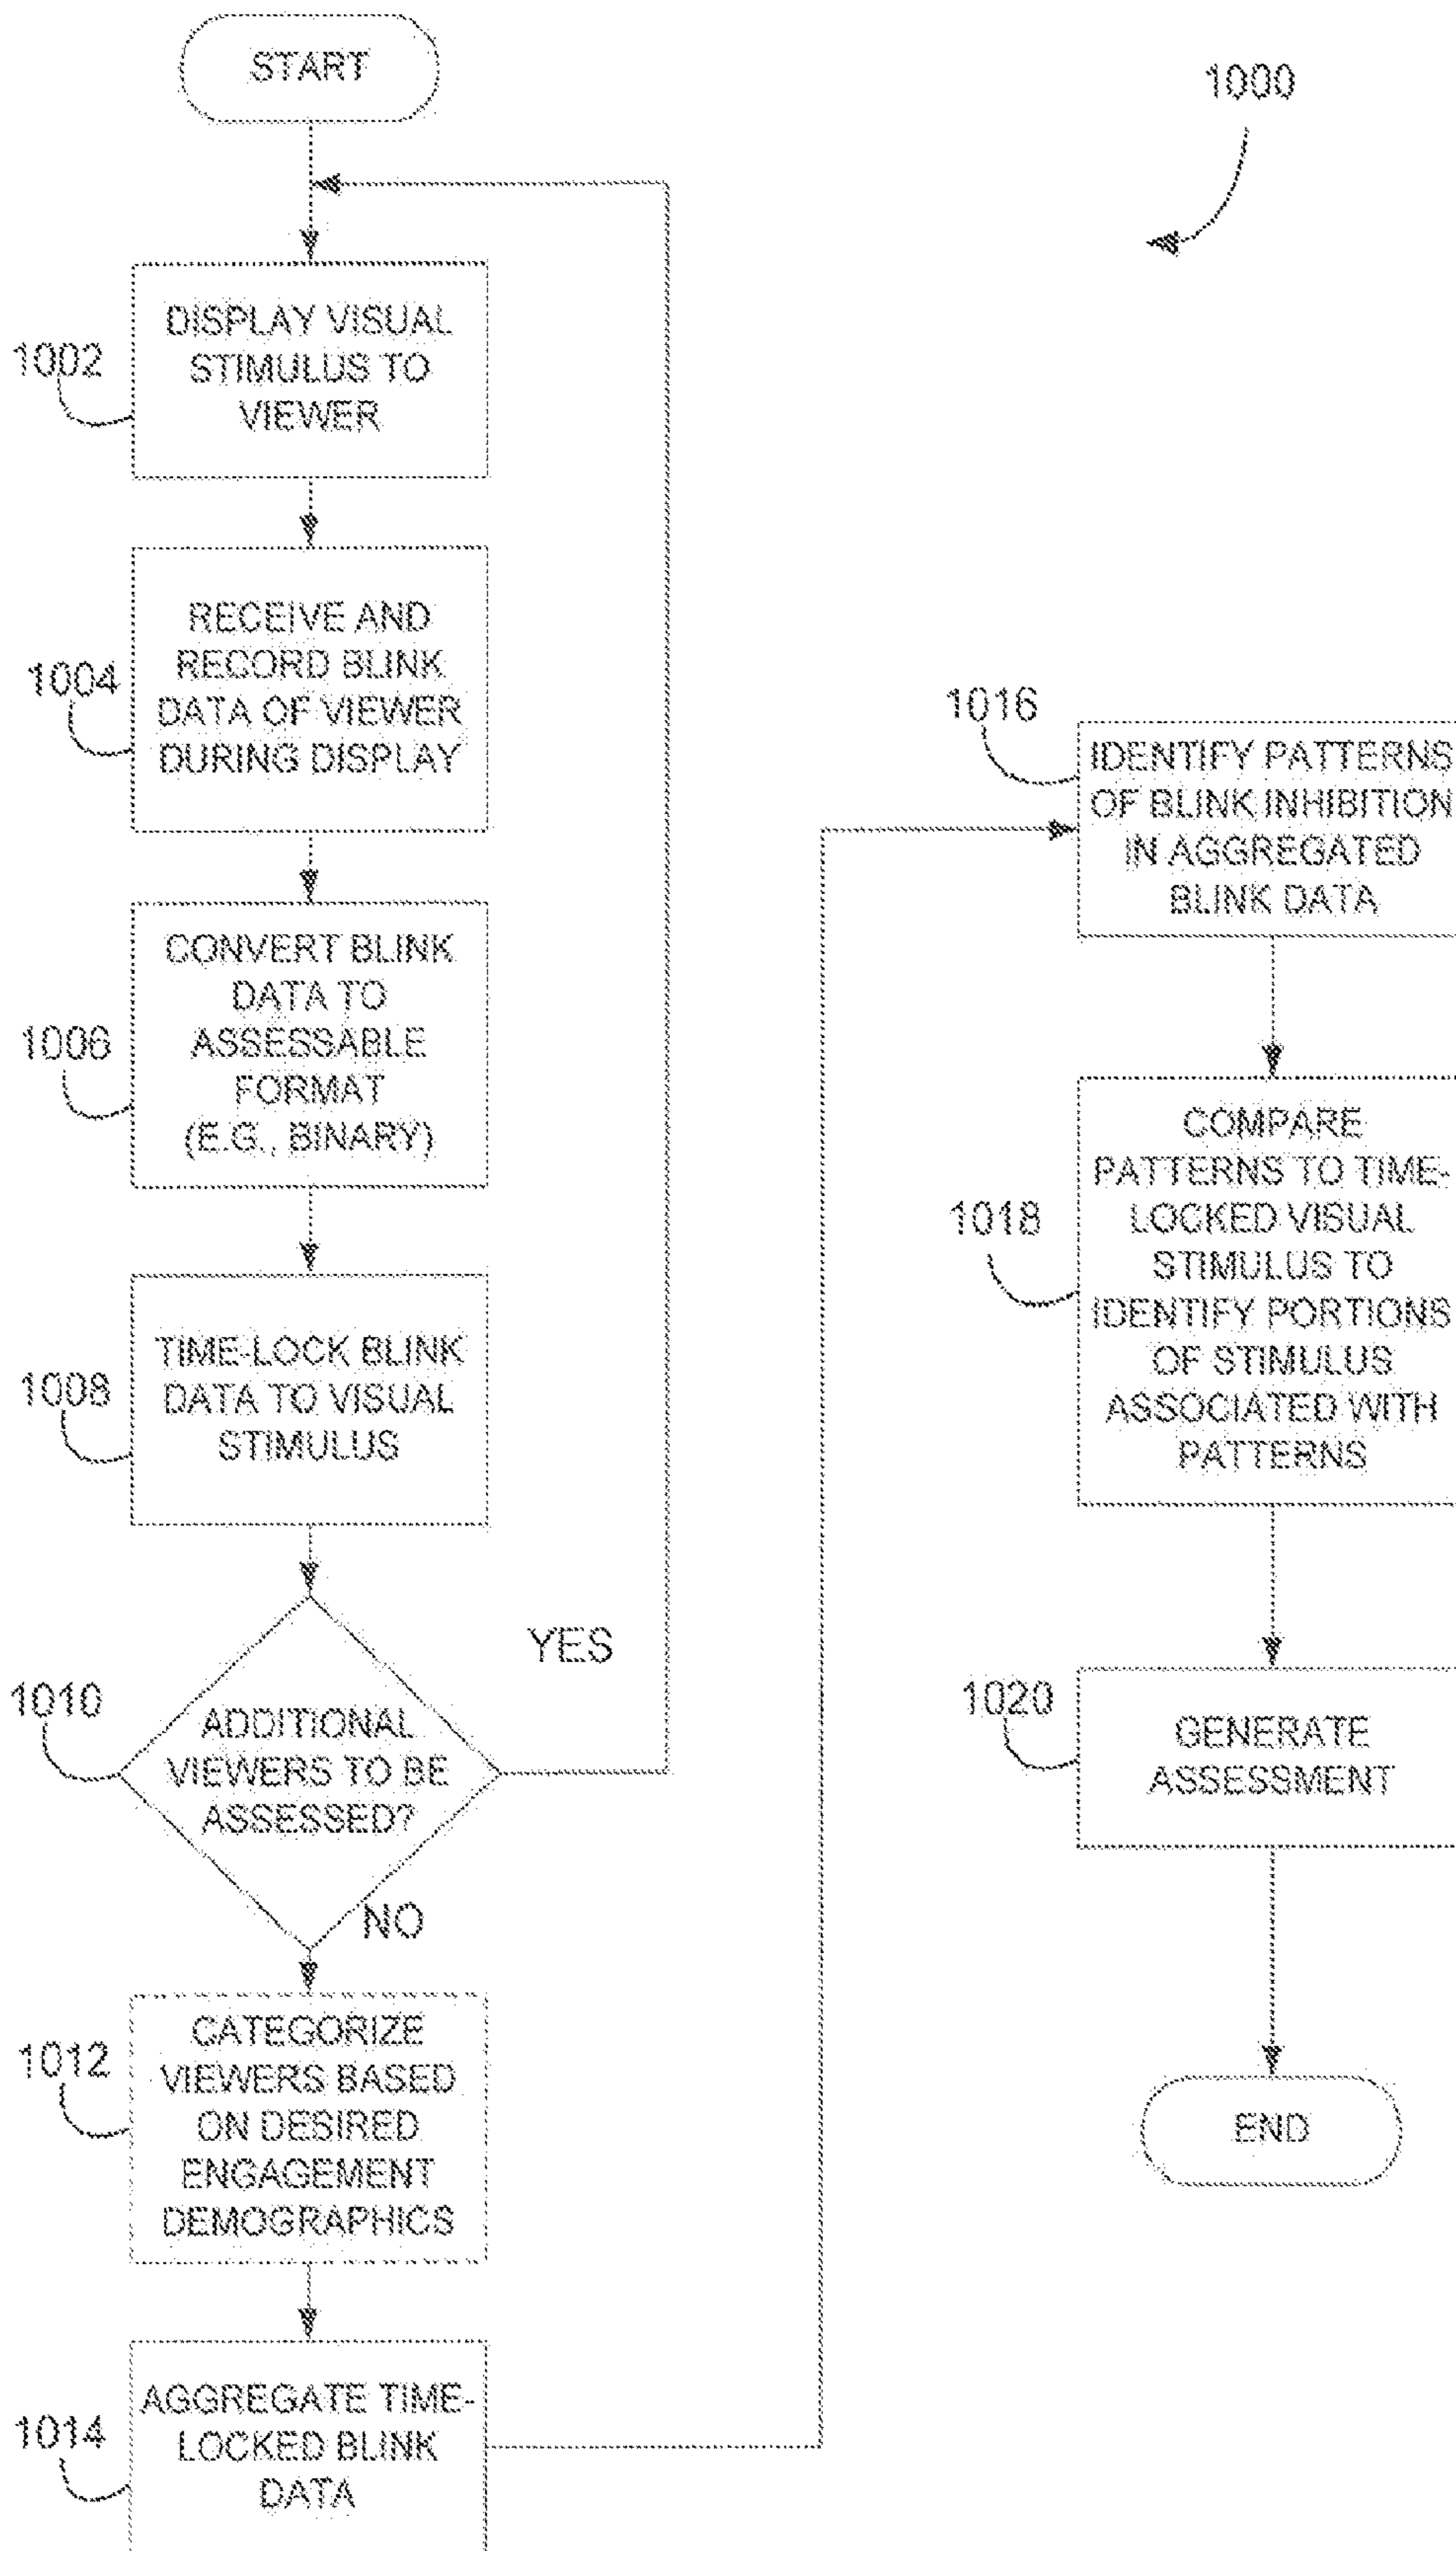 START
1000
DISPLAY VISUAL
STIMULUS TO
VIEWER
1002
RECEIVE AND
RECORD BLINK
DATA OF VIEWER
DURING DISPLAY
1004
CONVERT BLINK
DATA TO
ASSESSABLE
FORMAT
(E.G., BINARY)
1006
TIME-LOCK BLINK
DATA TO VISUAL
STIMULUS
1008
YES
ADDITIONAL
VIEWERS TO BE
ASSESSED?
1010
NO
CATEGORIZE
VIEWERS BASED
ON DESIRED
ENGAGEMENT
DEMOGRAPHICS
1012
AGGREGATE TIME-
LOCKED BLINK
DATA
1014
1016
IDENTIFY PATTERNS
OF BLINK INHIBITION
IN AGGREGATED
BLINK DATA
COMPARE
PATTERNS TO TIME-
LOCKED VISUAL
STIMULUS TO
IDENTIFY PORTIONS
OF STIMULUS
ASSOCIATED WITH
PATTERNS
1018
1020
GENERATE
ASSESSMENT
END